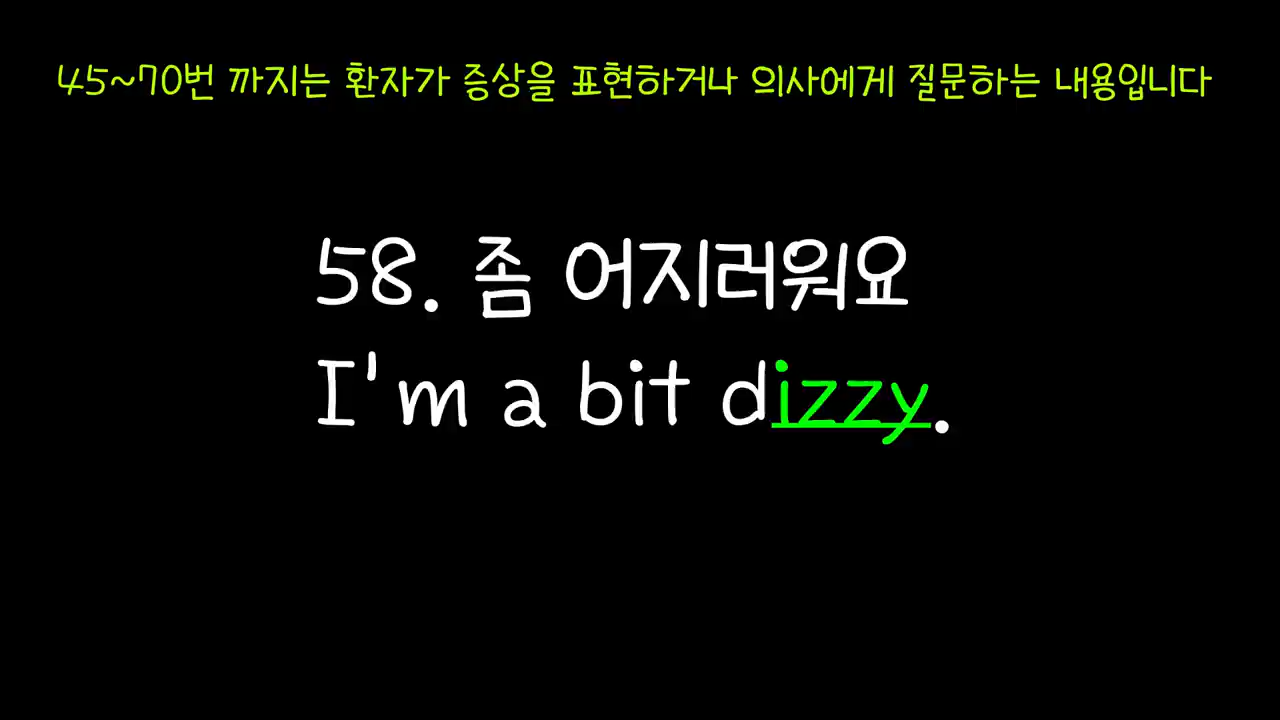 45~70번 까지는 환자가 증상을 표현하거나 의사에게 질문하는 내용입니다
58. 좀 어지러워요
I'm a bit dizzy.